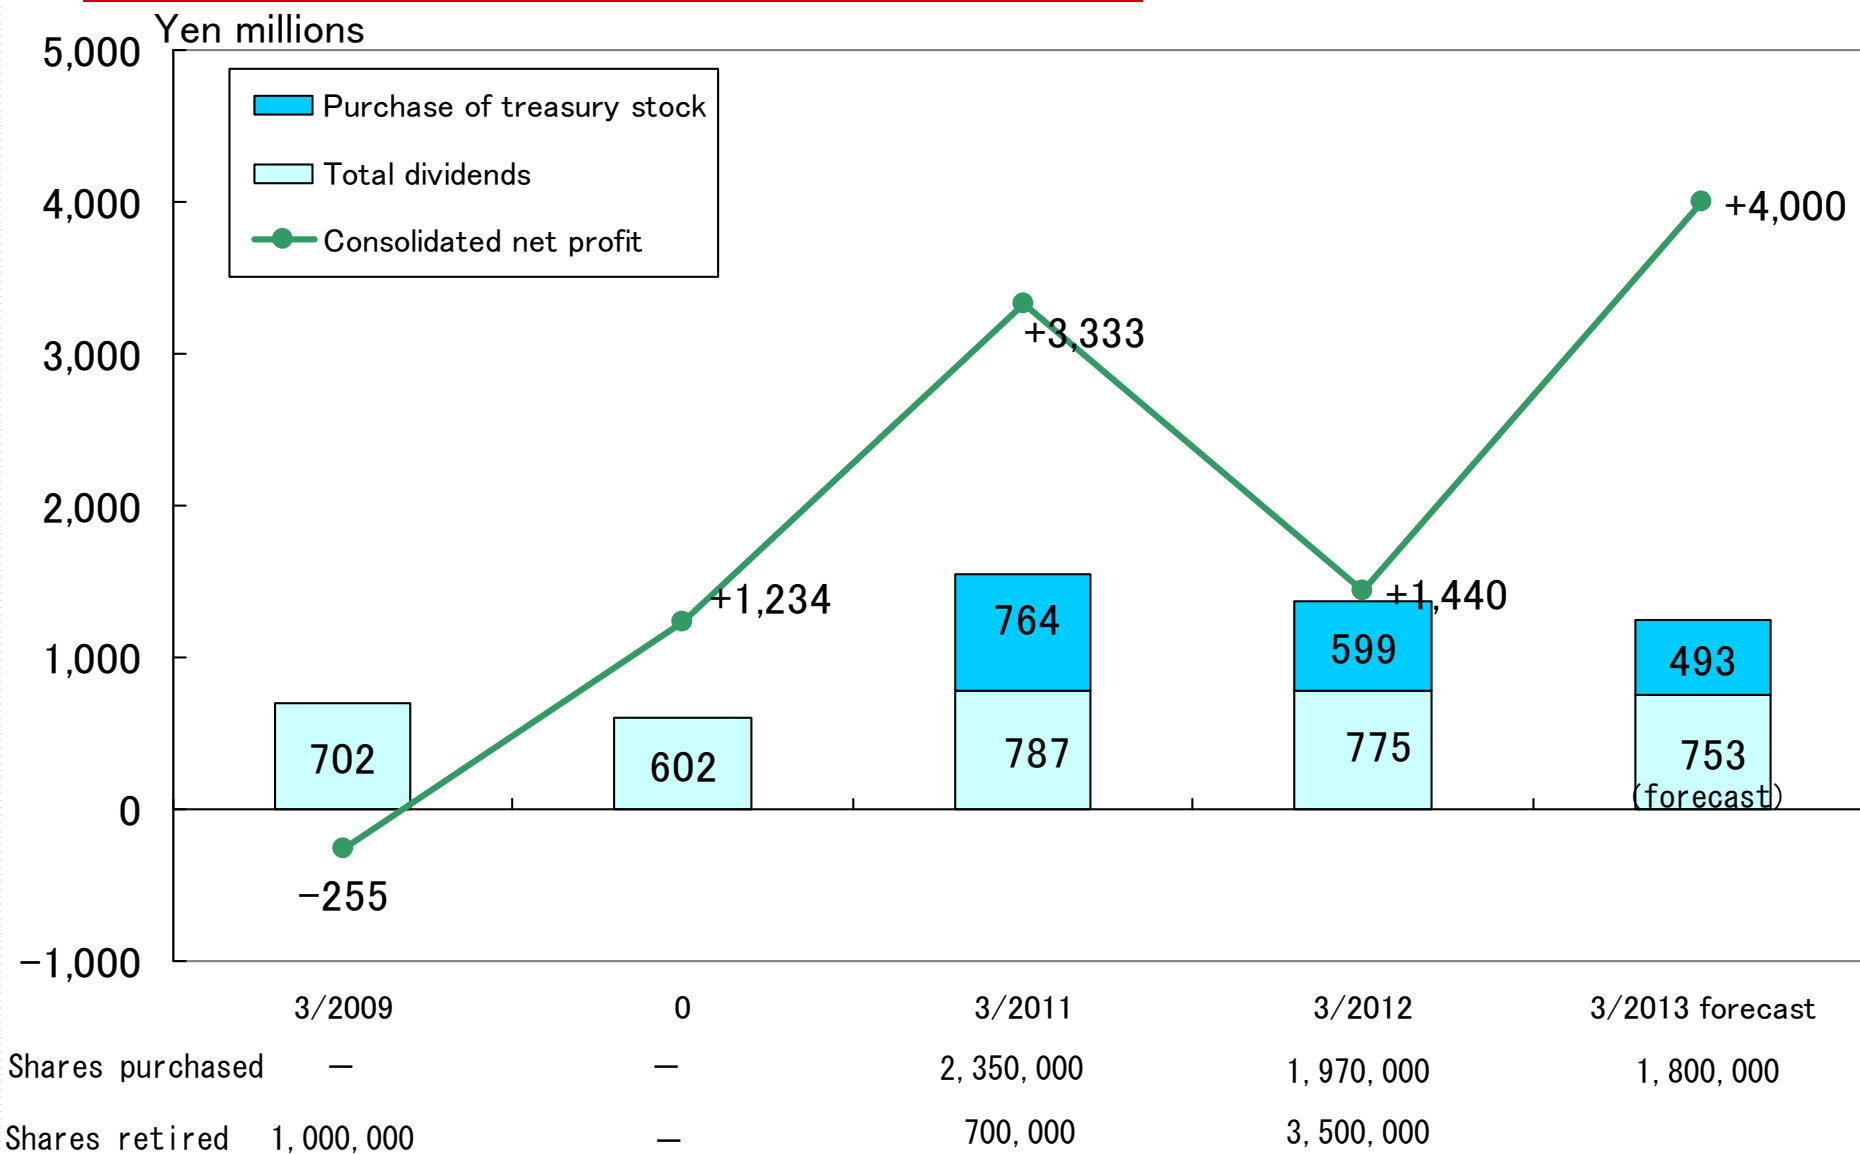 Yen millions
5,000
Purchase of treasury stock
Total dividends
4,000
+4,000
Consolidated net profit
+3,333
3,000
2,000
+1,234
764
+1,440
599
1,000
493
702
602
787
775
753
(forecast)
0
-255
-1,000
3/2009 0 3/2011 3/2012 3/2013 forecast
Shares purchased — — 2,350,000 1,970,000 1,800,000
Shares retired 1,000,000 — 700,000 3,500,000